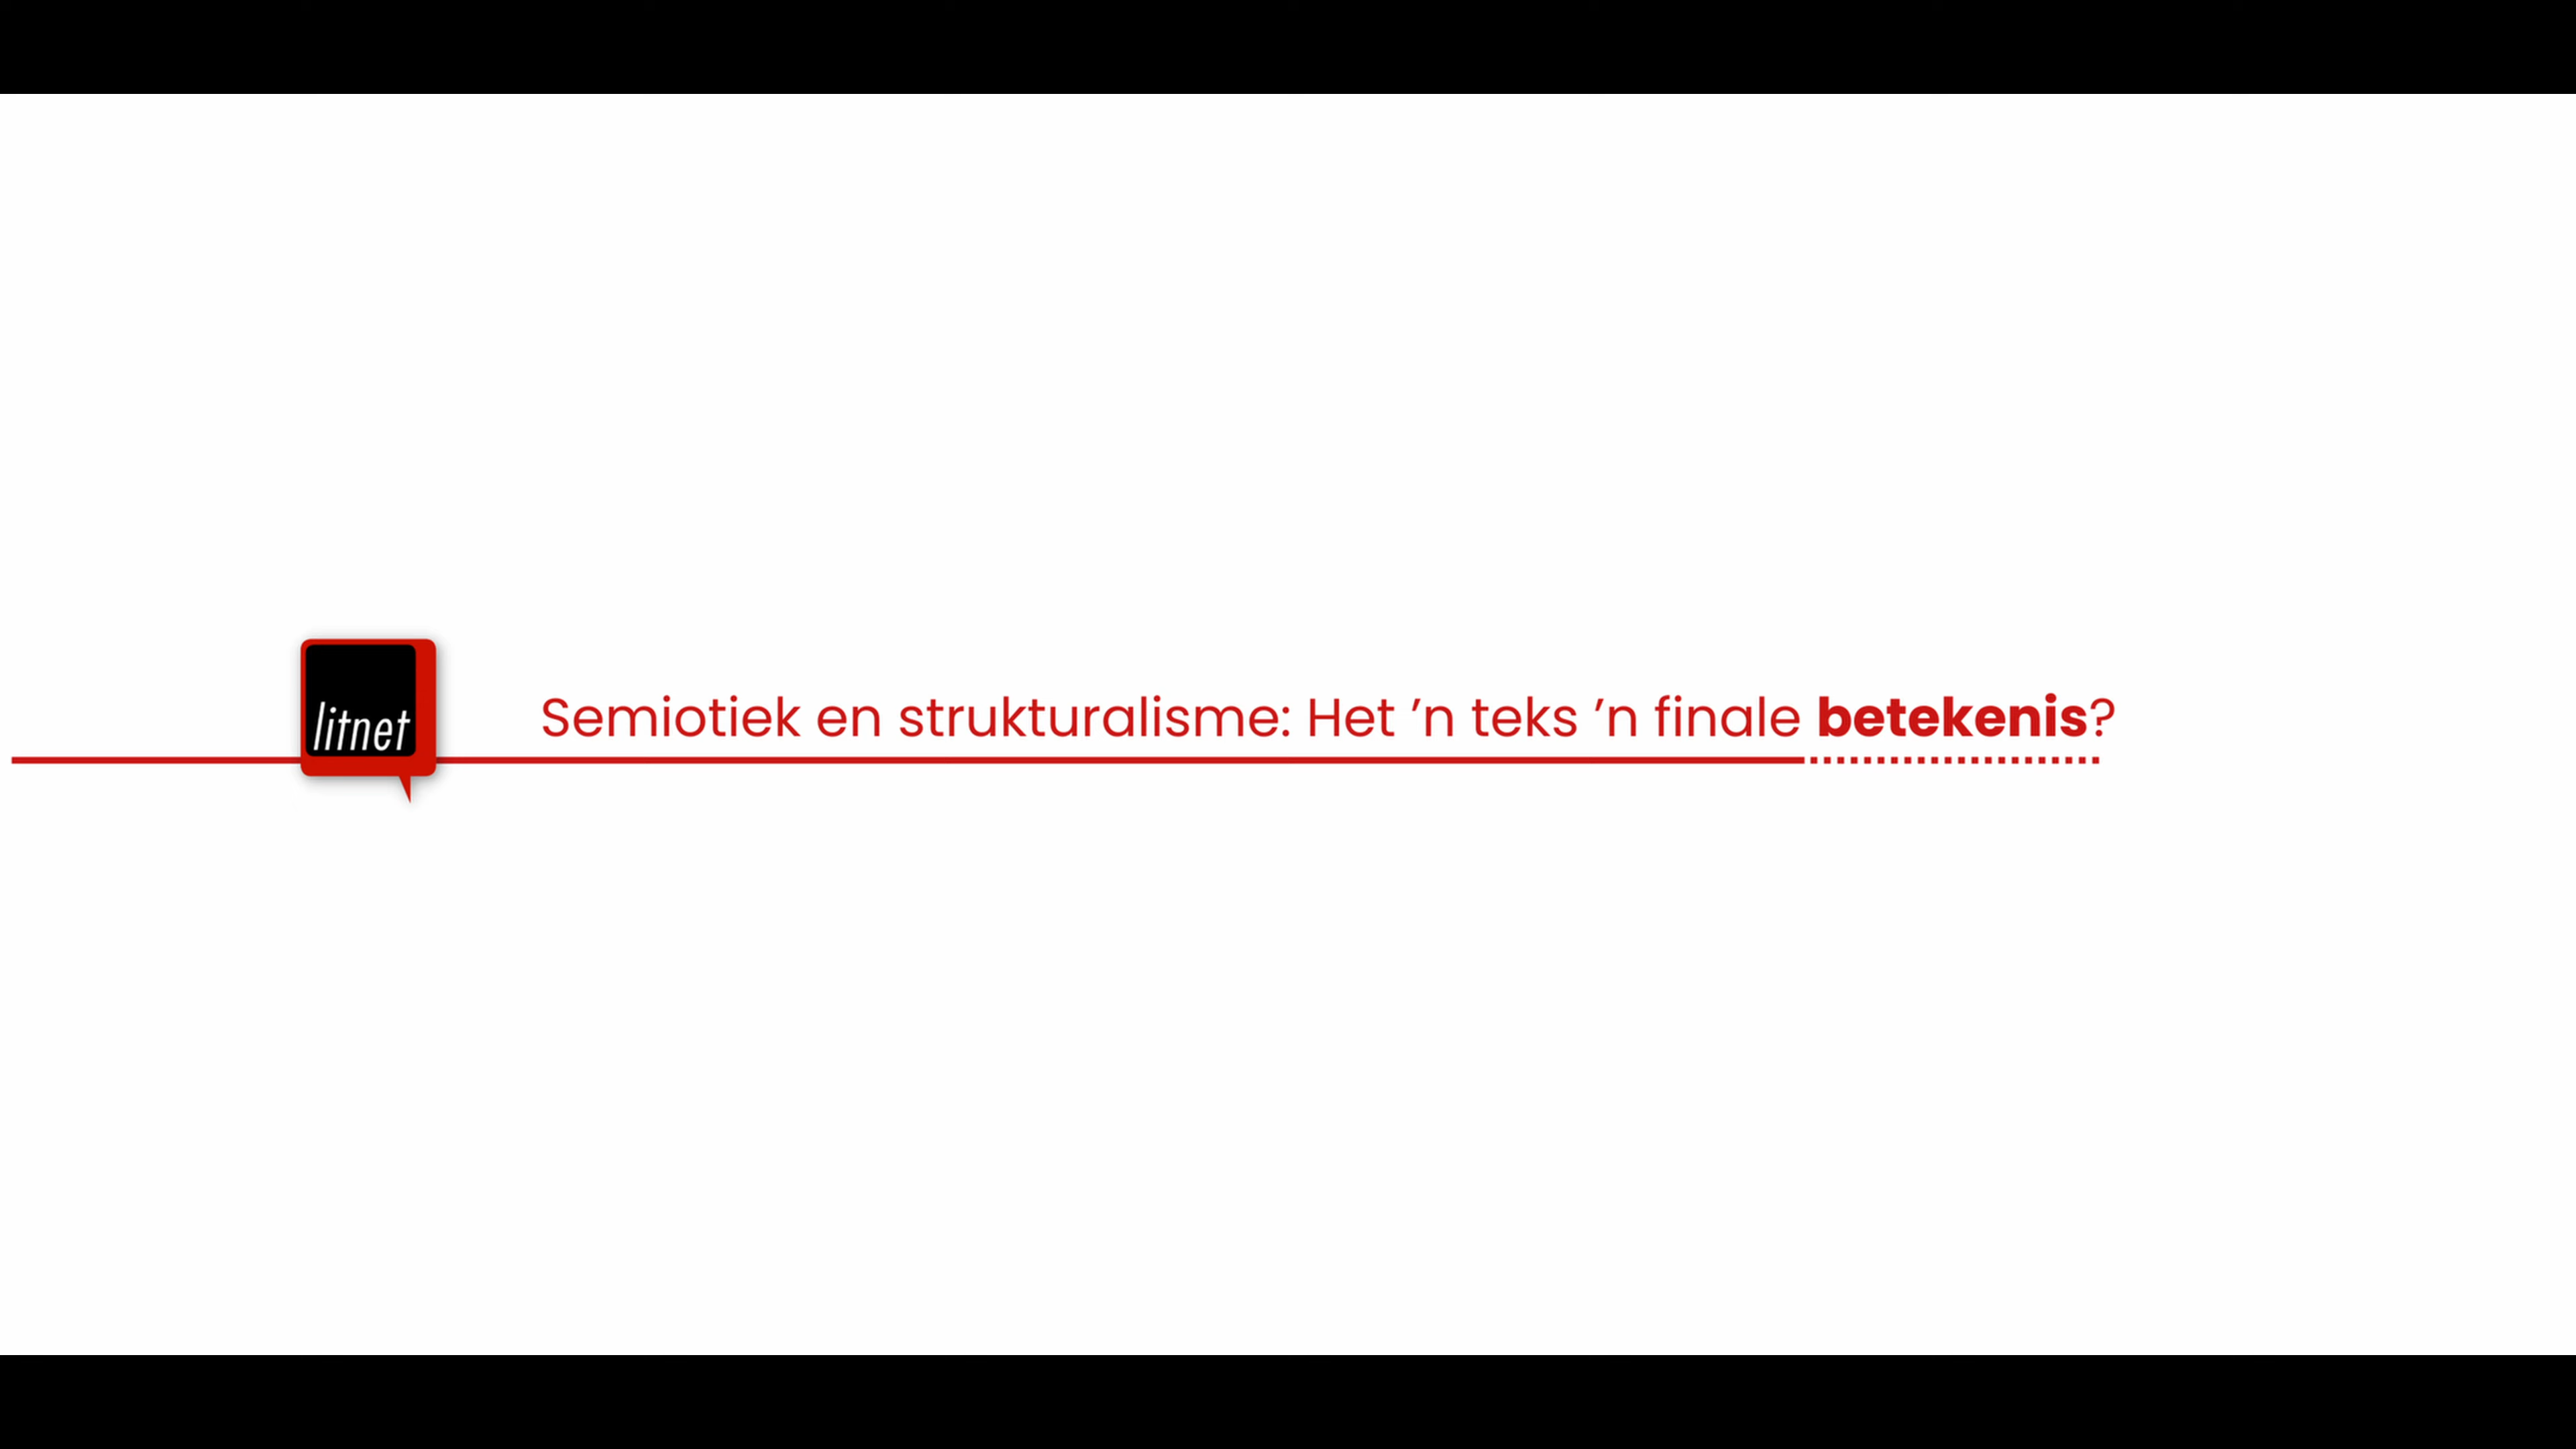 litnet
Semiotiek en strukturalisme: Het ’n teks ’n finale betekenis?